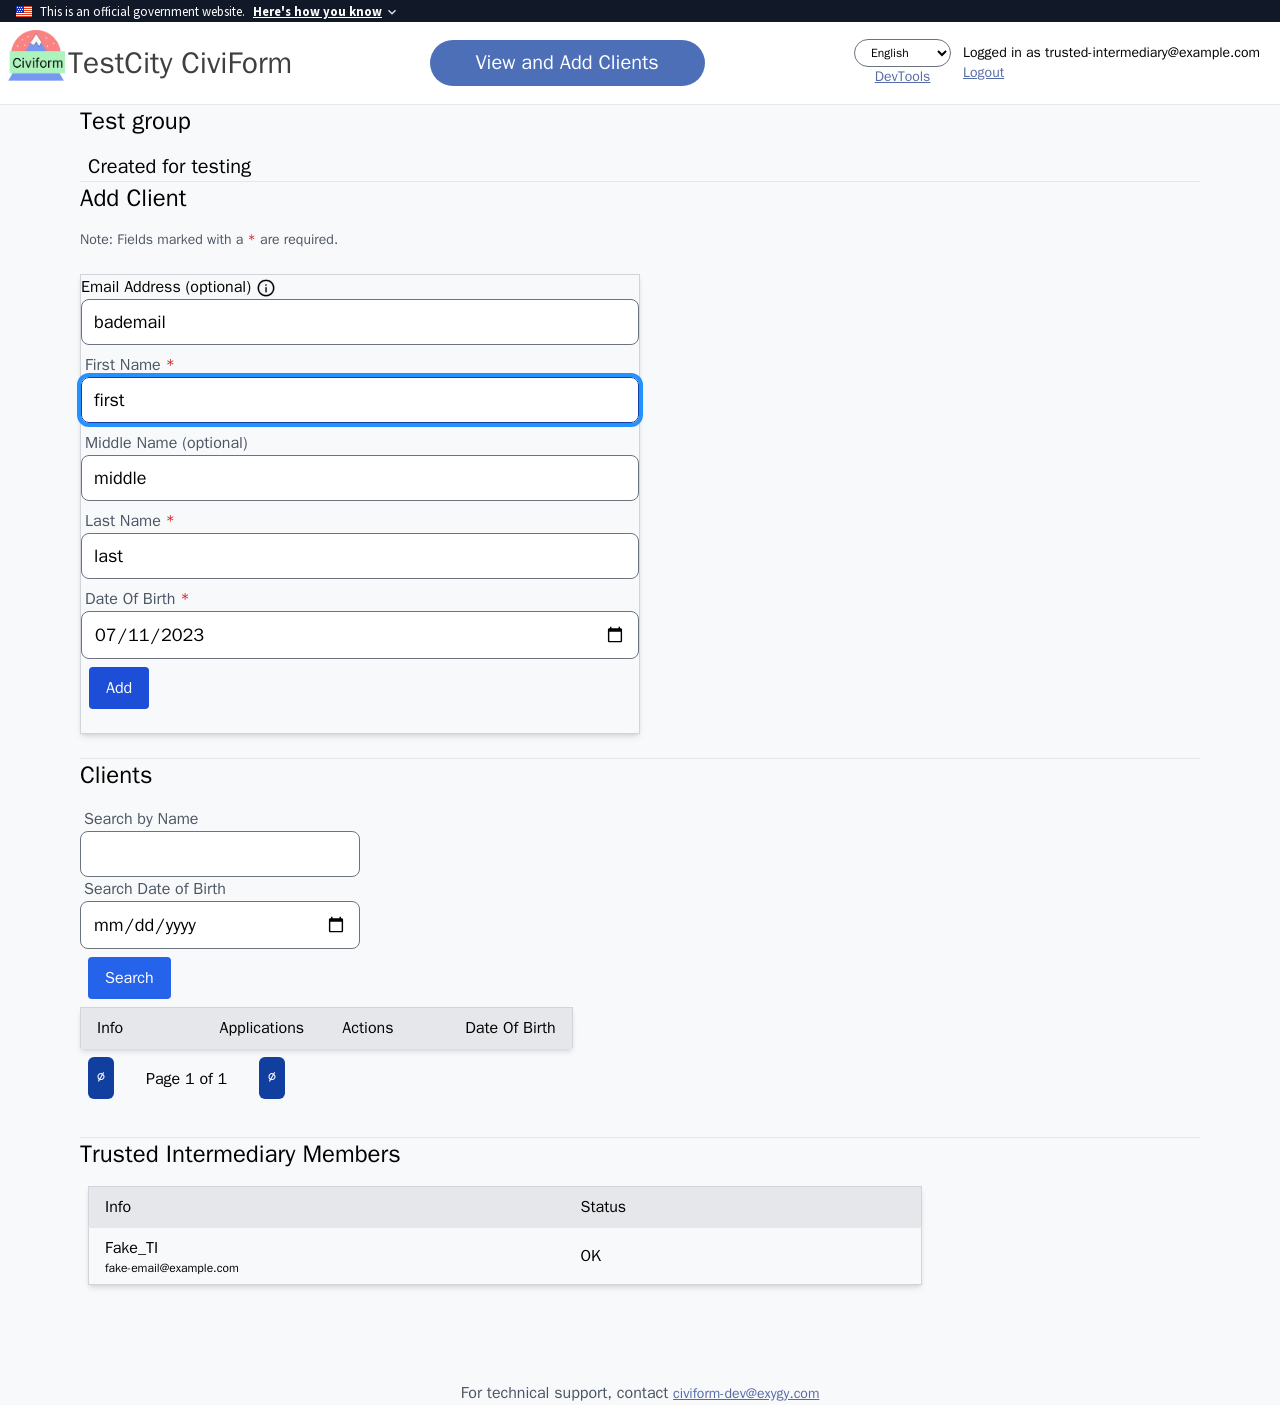 This is an official government website. Here's how you know
Civiform
TestCity CiviForm
View and Add Clients
English
DevTools
Logged in as trusted-intermediary@example.com
Logout
Test group
Created for testing
Add Client
Note: Fields marked with a * are required.
Email Address (optional)
bademail
First Name *
first
Middle Name (optional)
middle
Last Name *
last
Date Of Birth *
07/11/2023
Add
Clients
Search by Name
Search Date of Birth
mm/dd/yyyy
Search
Info Applications Actions Date Of Birth
∅ Page 1 of 1 ∅
Trusted Intermediary Members
Info Status
Fake_TI
fake-email@example.com
OK
For technical support, contact civiform-dev@exygy.com